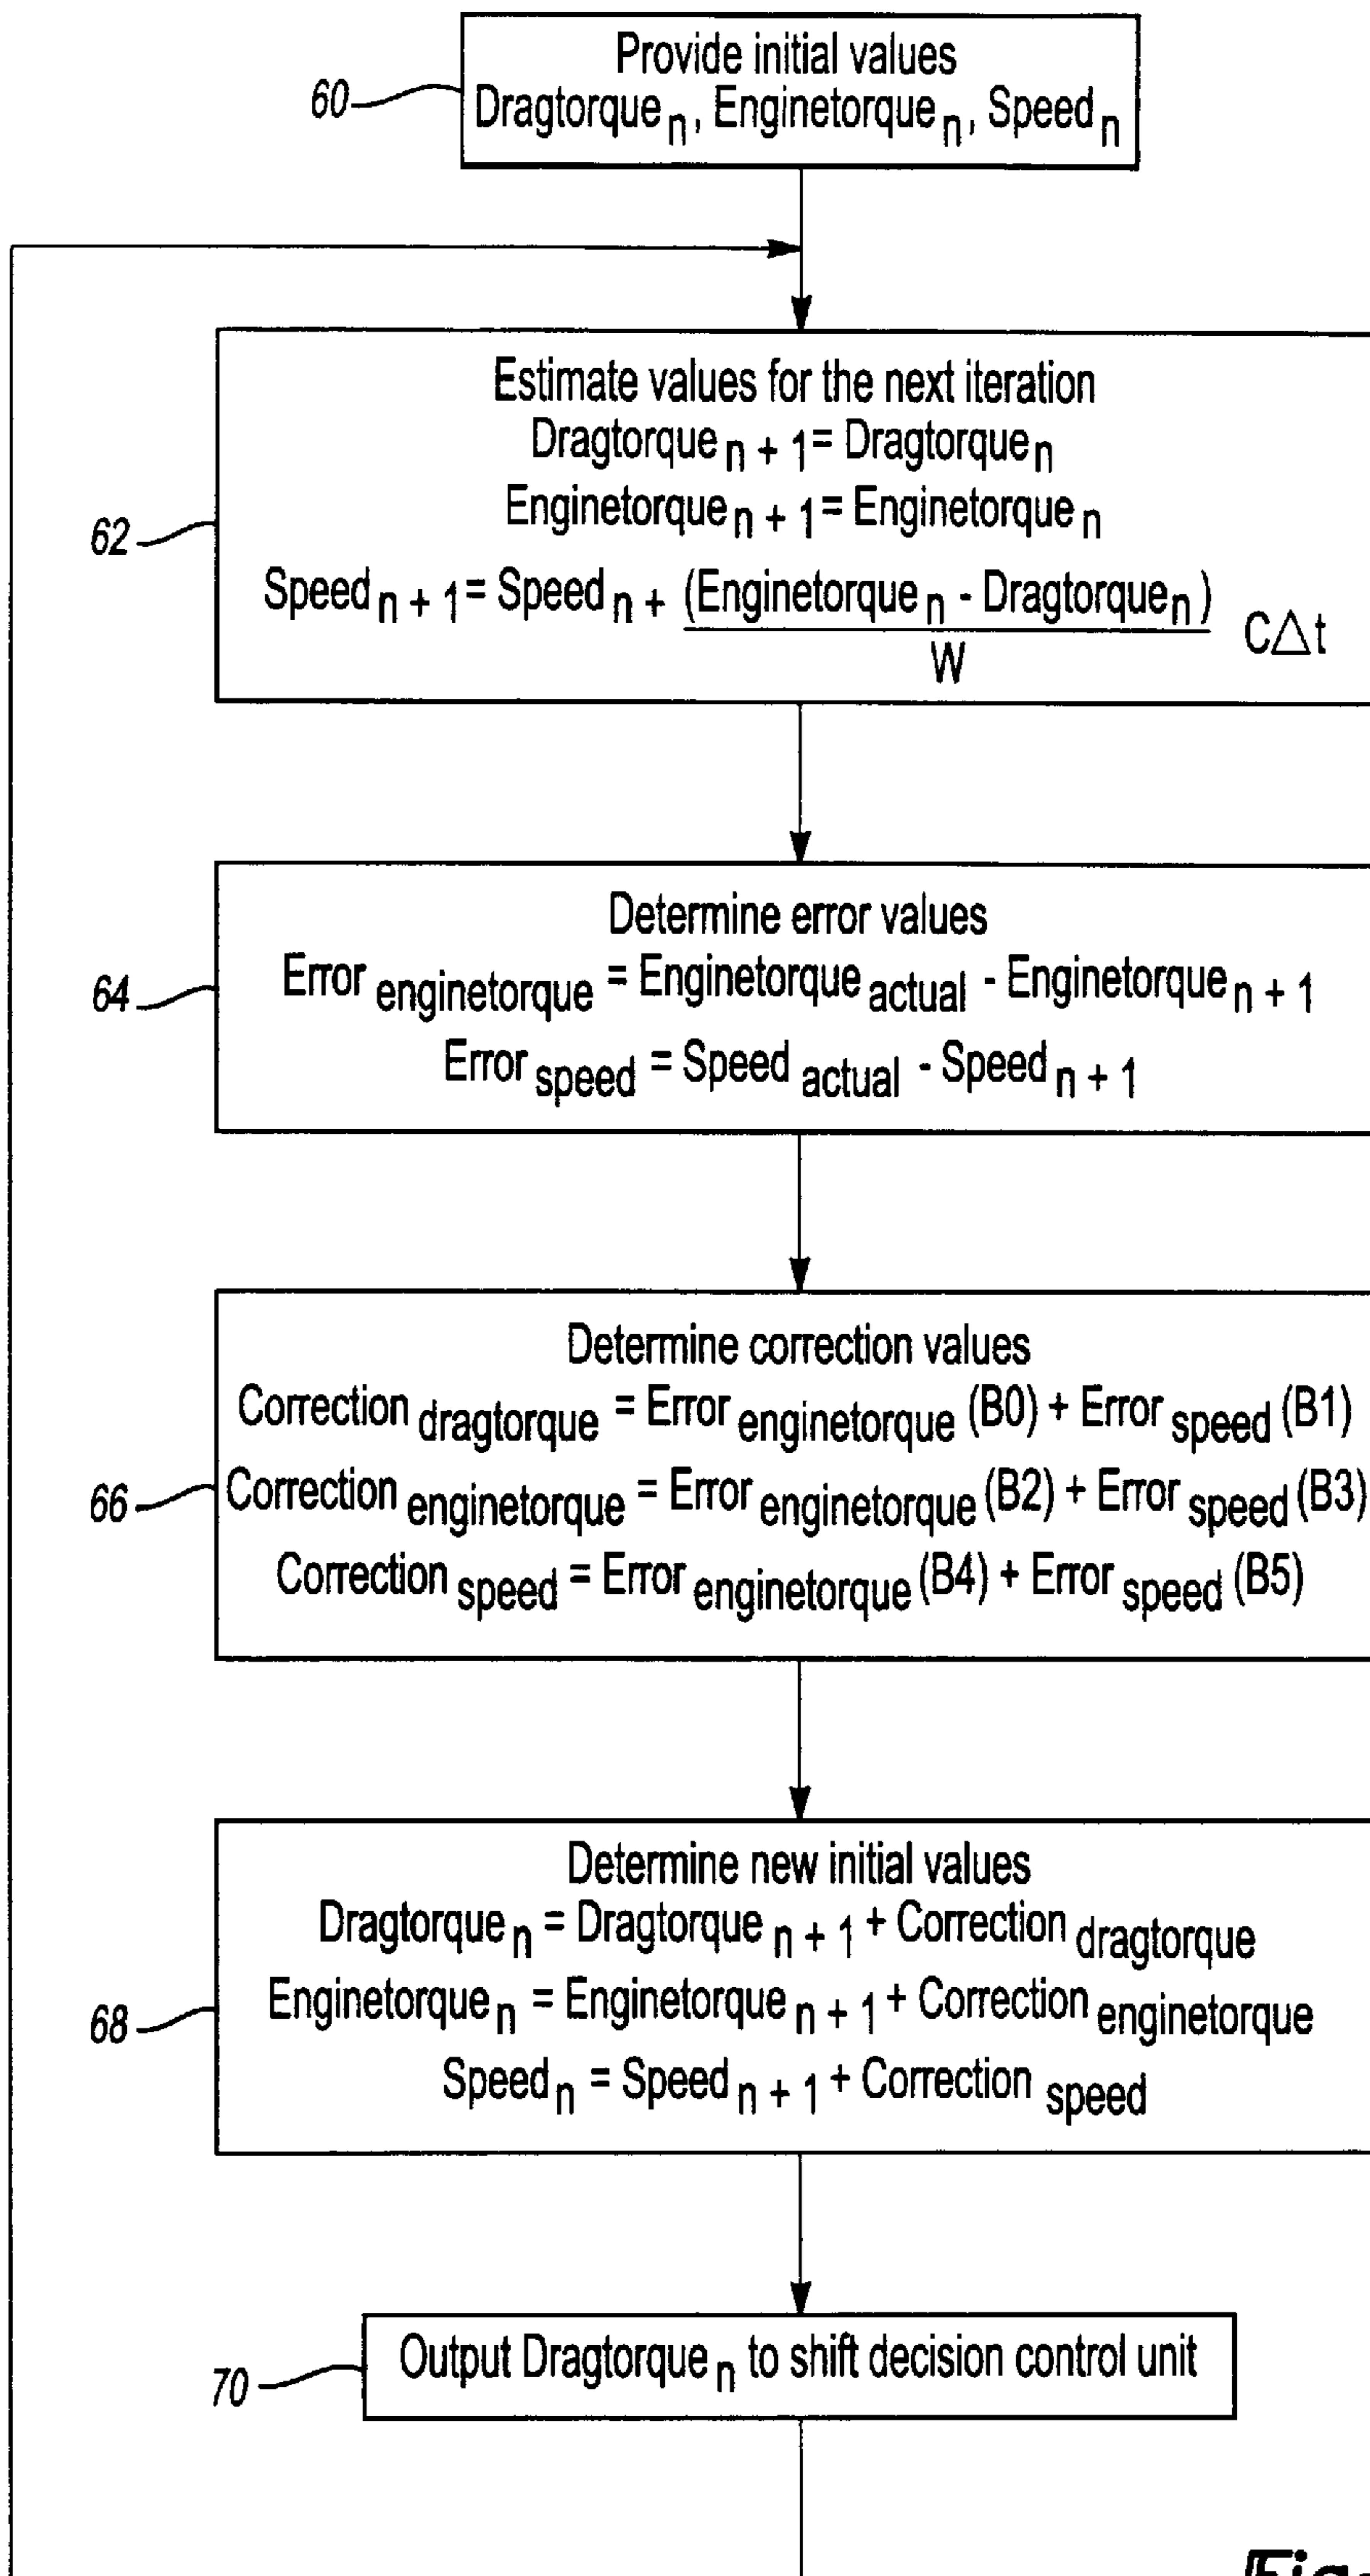 Provide initial values
60
Dragtorque n, Enginetorque n, Speed n
Estimate values for the next iteration
Dragtorque n + 1 = Dragtorque n
Enginetorque n + 1 = Enginetorque n
62
Speed n + 1 = Speed n + (Enginetorque n - Dragtorque n)
W
C△t
Determine error values
Error enginetorque = Enginetorque actual - Enginetorque n + 1
64
Error speed = Speed actual - Speed n + 1
Determine correction values
Correction dragtorque = Error enginetorque (B0) + Error speed (B1)
66
Correction enginetorque = Error enginetorque (B2) + Error speed (B3)
Correction speed = Error enginetorque (B4) + Error speed (B5)
Determine new initial values
Dragtorque n = Dragtorque n + 1 + Correction dragtorque
Enginetorque n = Enginetorque n + 1 + Correction enginetorque
68
Speed n = Speed n + 1 + Correction speed
Output Dragtorque n to shift decision control unit
70